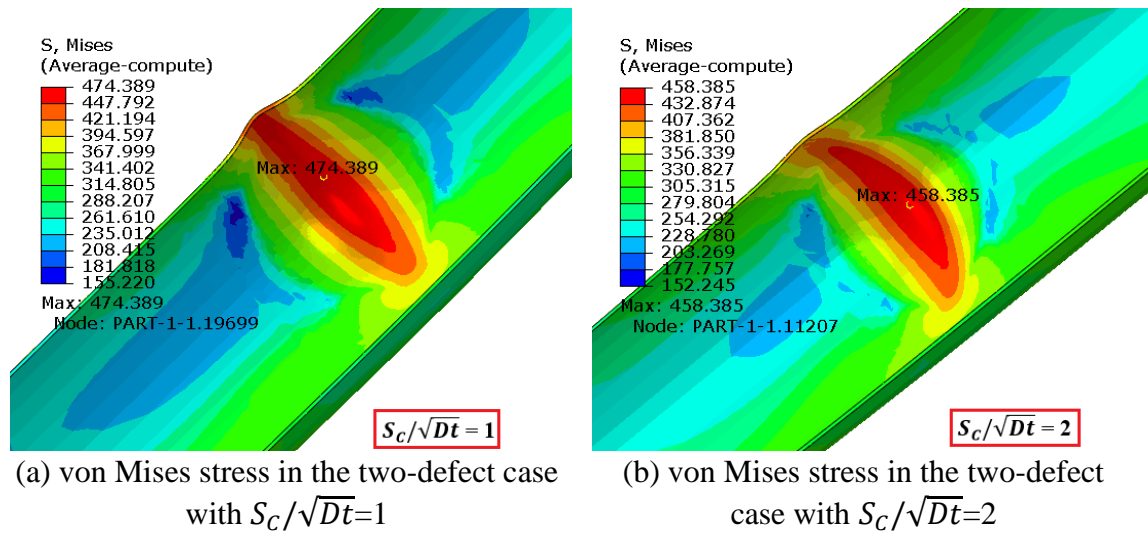 S, Mises
(Average-compute)
474.389
447.792
421.194
394.597
367.999
341.402
314.805
288.207
261.610
235.012
208.415
181.818
155.220
Max: 474.389
Node: PART-1-1.19699
Max: 474.389
S_C/√Dt = 1
(a) von Mises stress in the two-defect case
with S_C/√Dt=1
S, Mises
(Average-compute)
458.385
432.874
407.362
381.850
356.339
330.827
305.315
279.804
254.292
228.780
203.269
177.757
152.245
Max: 458.385
Node: PART-1-1.11207
Max: 458.385
S_C/√Dt = 2
(b) von Mises stress in the two-defect
case with S_C/√Dt=2